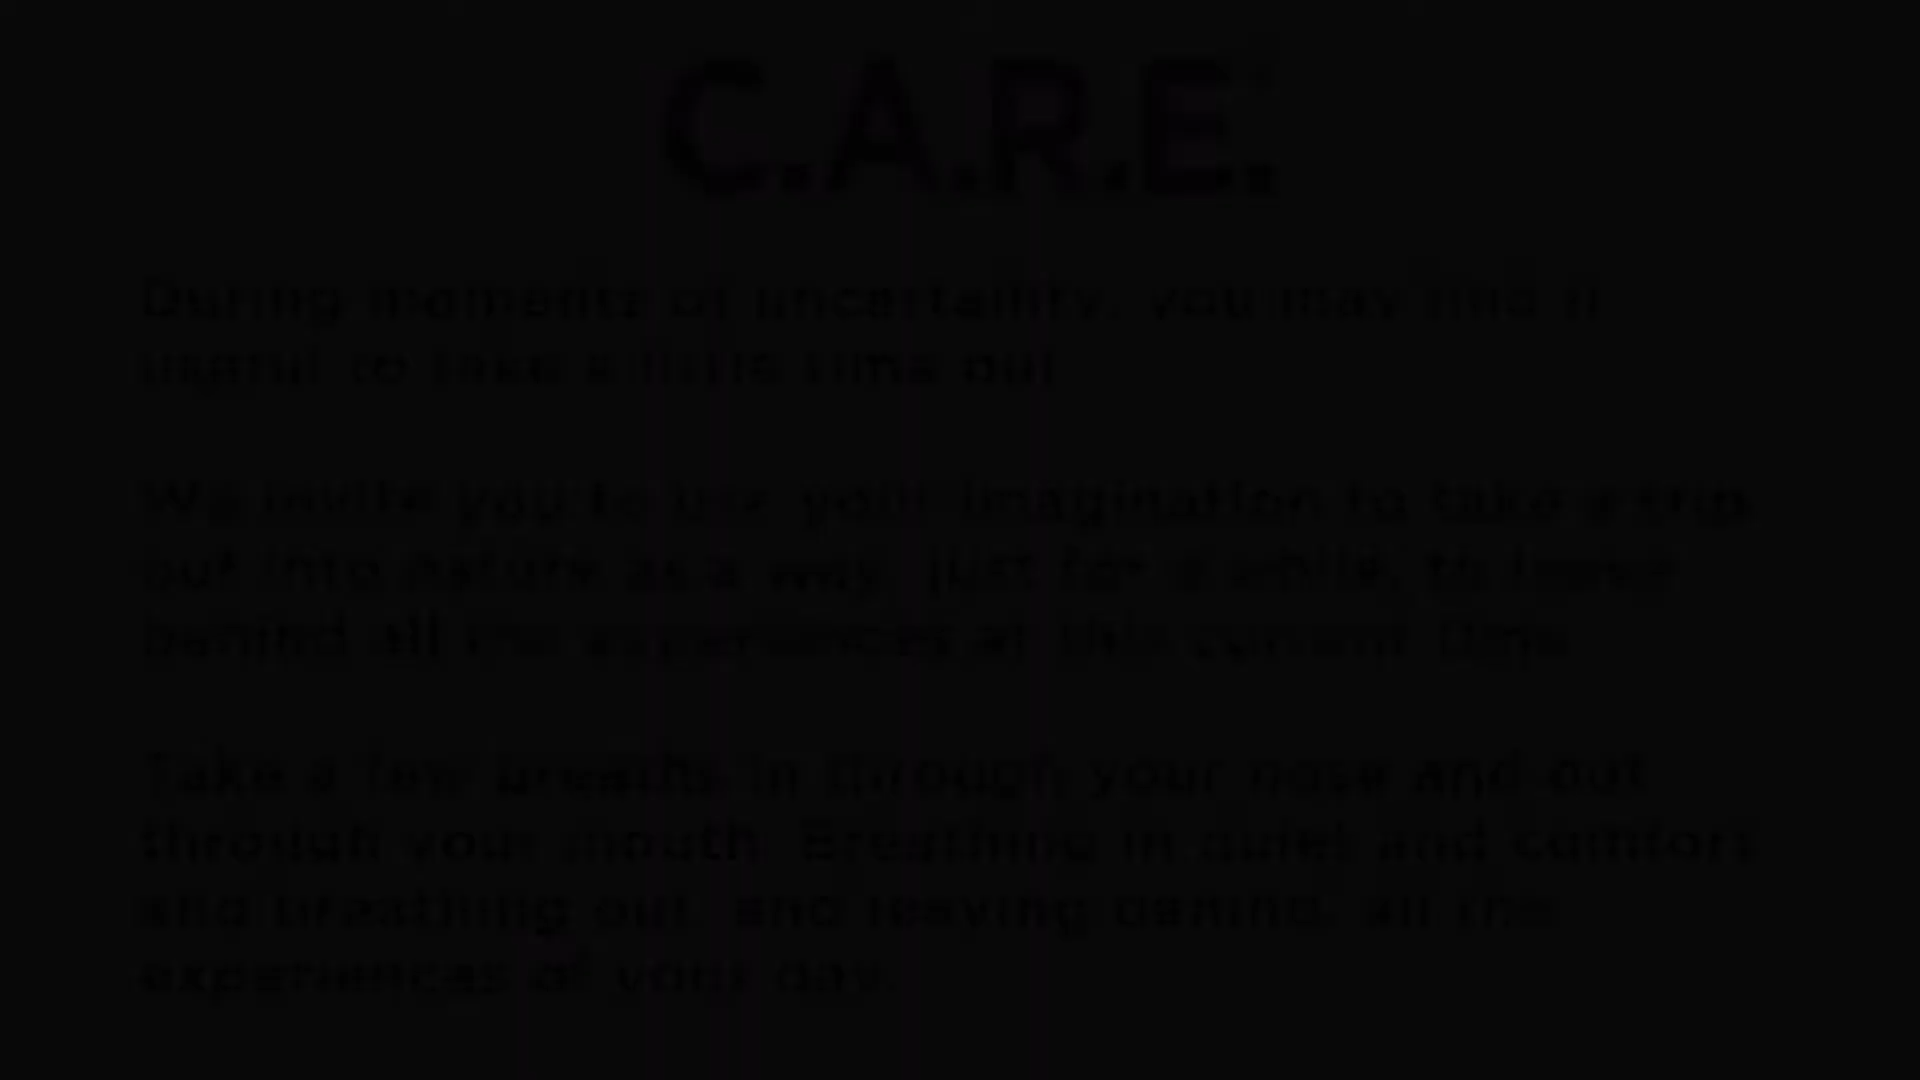 C.A.R.E.
During moments of uncertainty, you may find it
useful to take a little time out
We invite you to use your imagination to take a trip
out into nature as a way, just for a while, to leave
behind all the experiences at this current time
Take a few breaths in through your nose and out
through your mouth. Breathing in quiet and comfort
and breathing out, and leaving behind, all the
experiences of your day